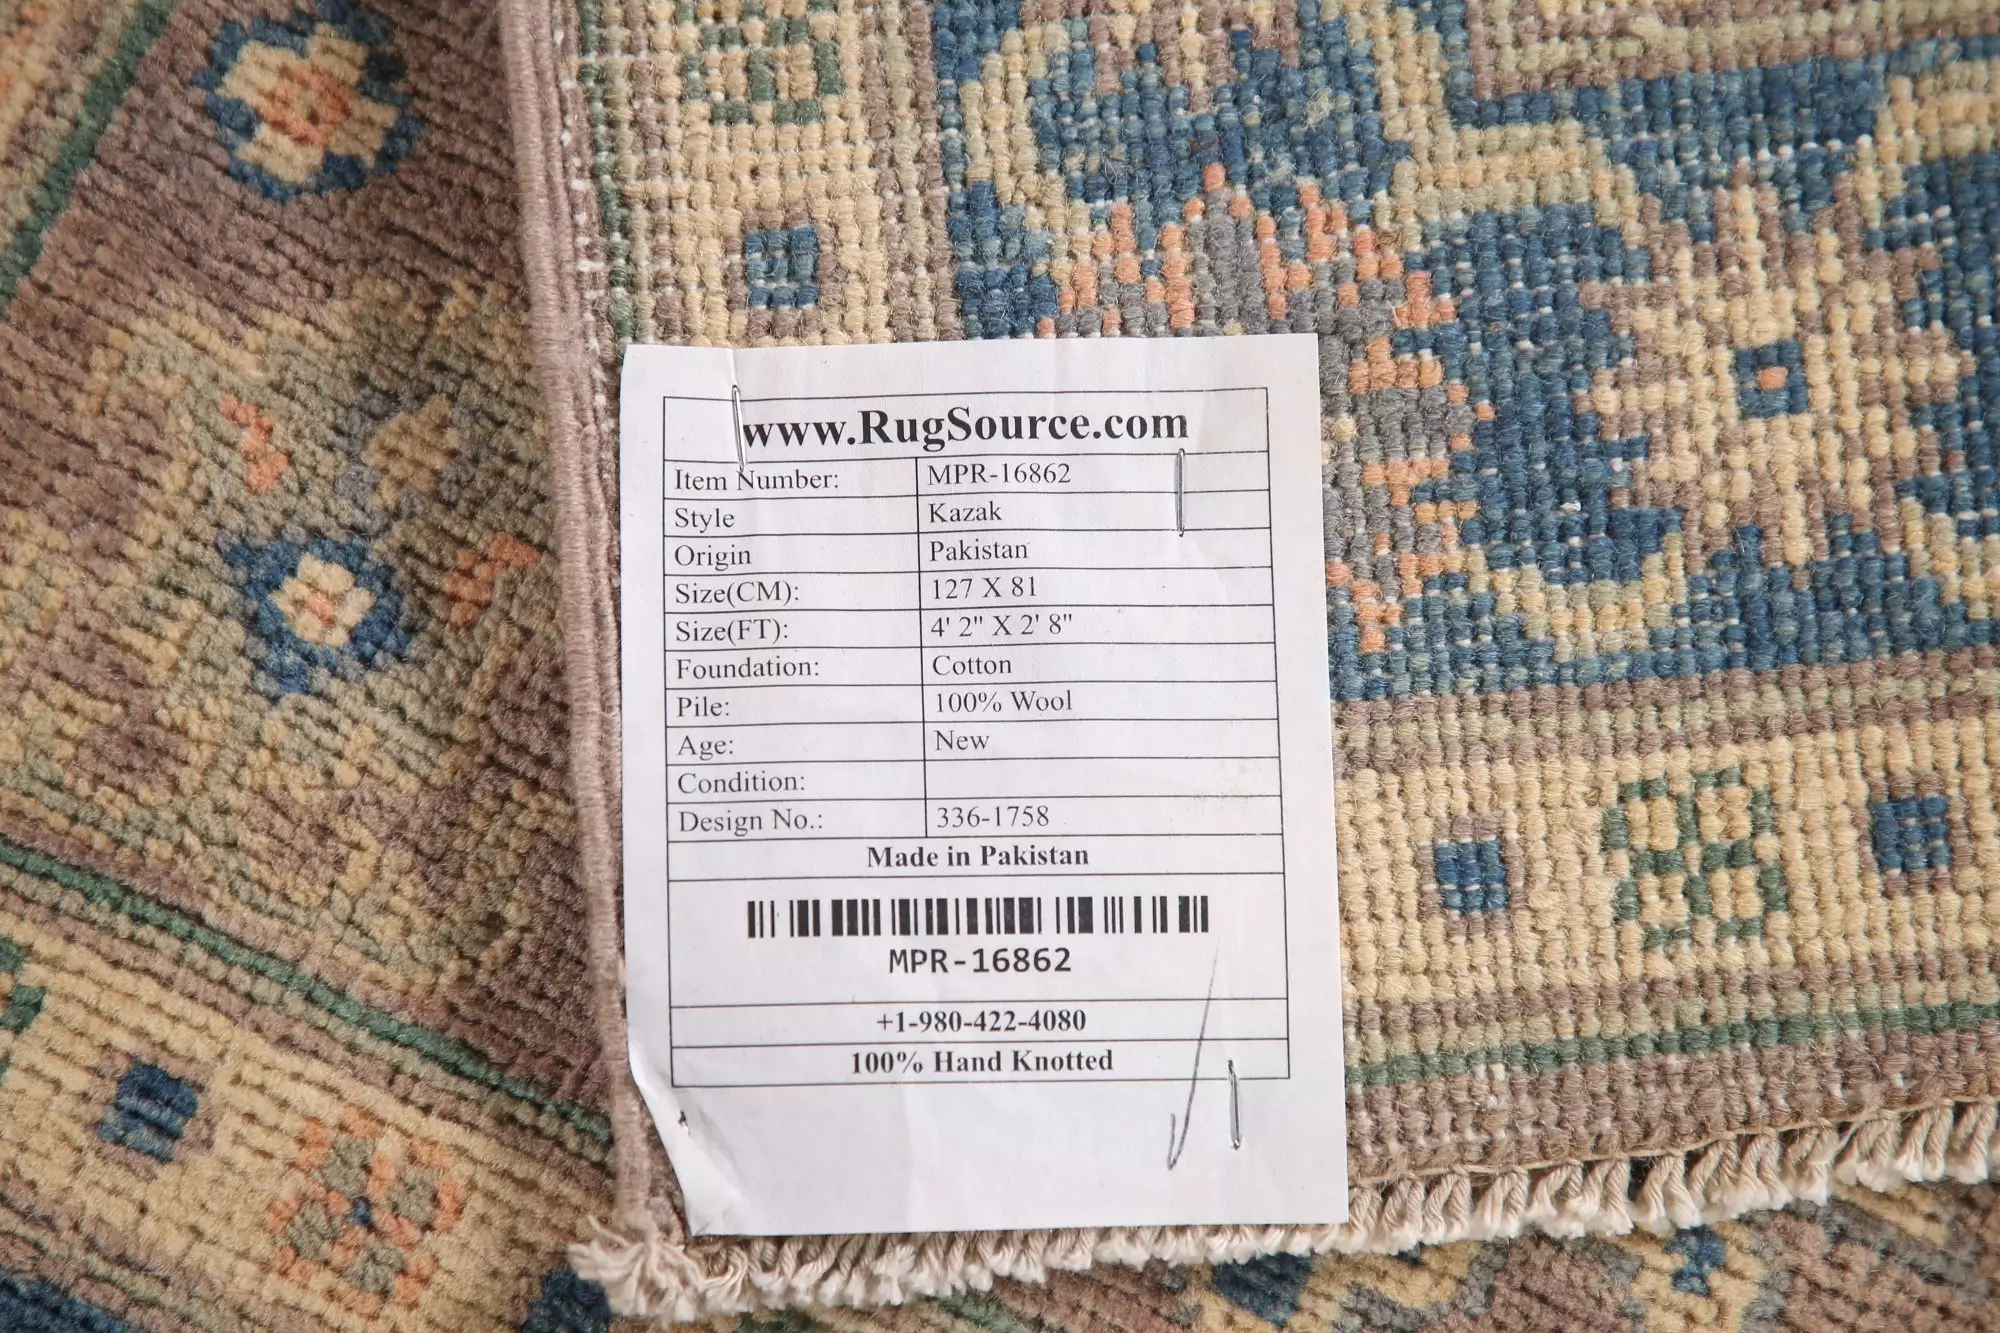 www.RugSource.com
Item Number: MPR-16862
Style Kazak
Origin Pakistan
Size(CM): 127 X 81
Size(FT): 4' 2" X 2' 8"
Foundation: Cotton
Pile: 100% Wool
Age: New
Condition:
Design No.: 336-1758
Made in Pakistan
MPR-16862
+1-980-422-4080
100% Hand Knotted